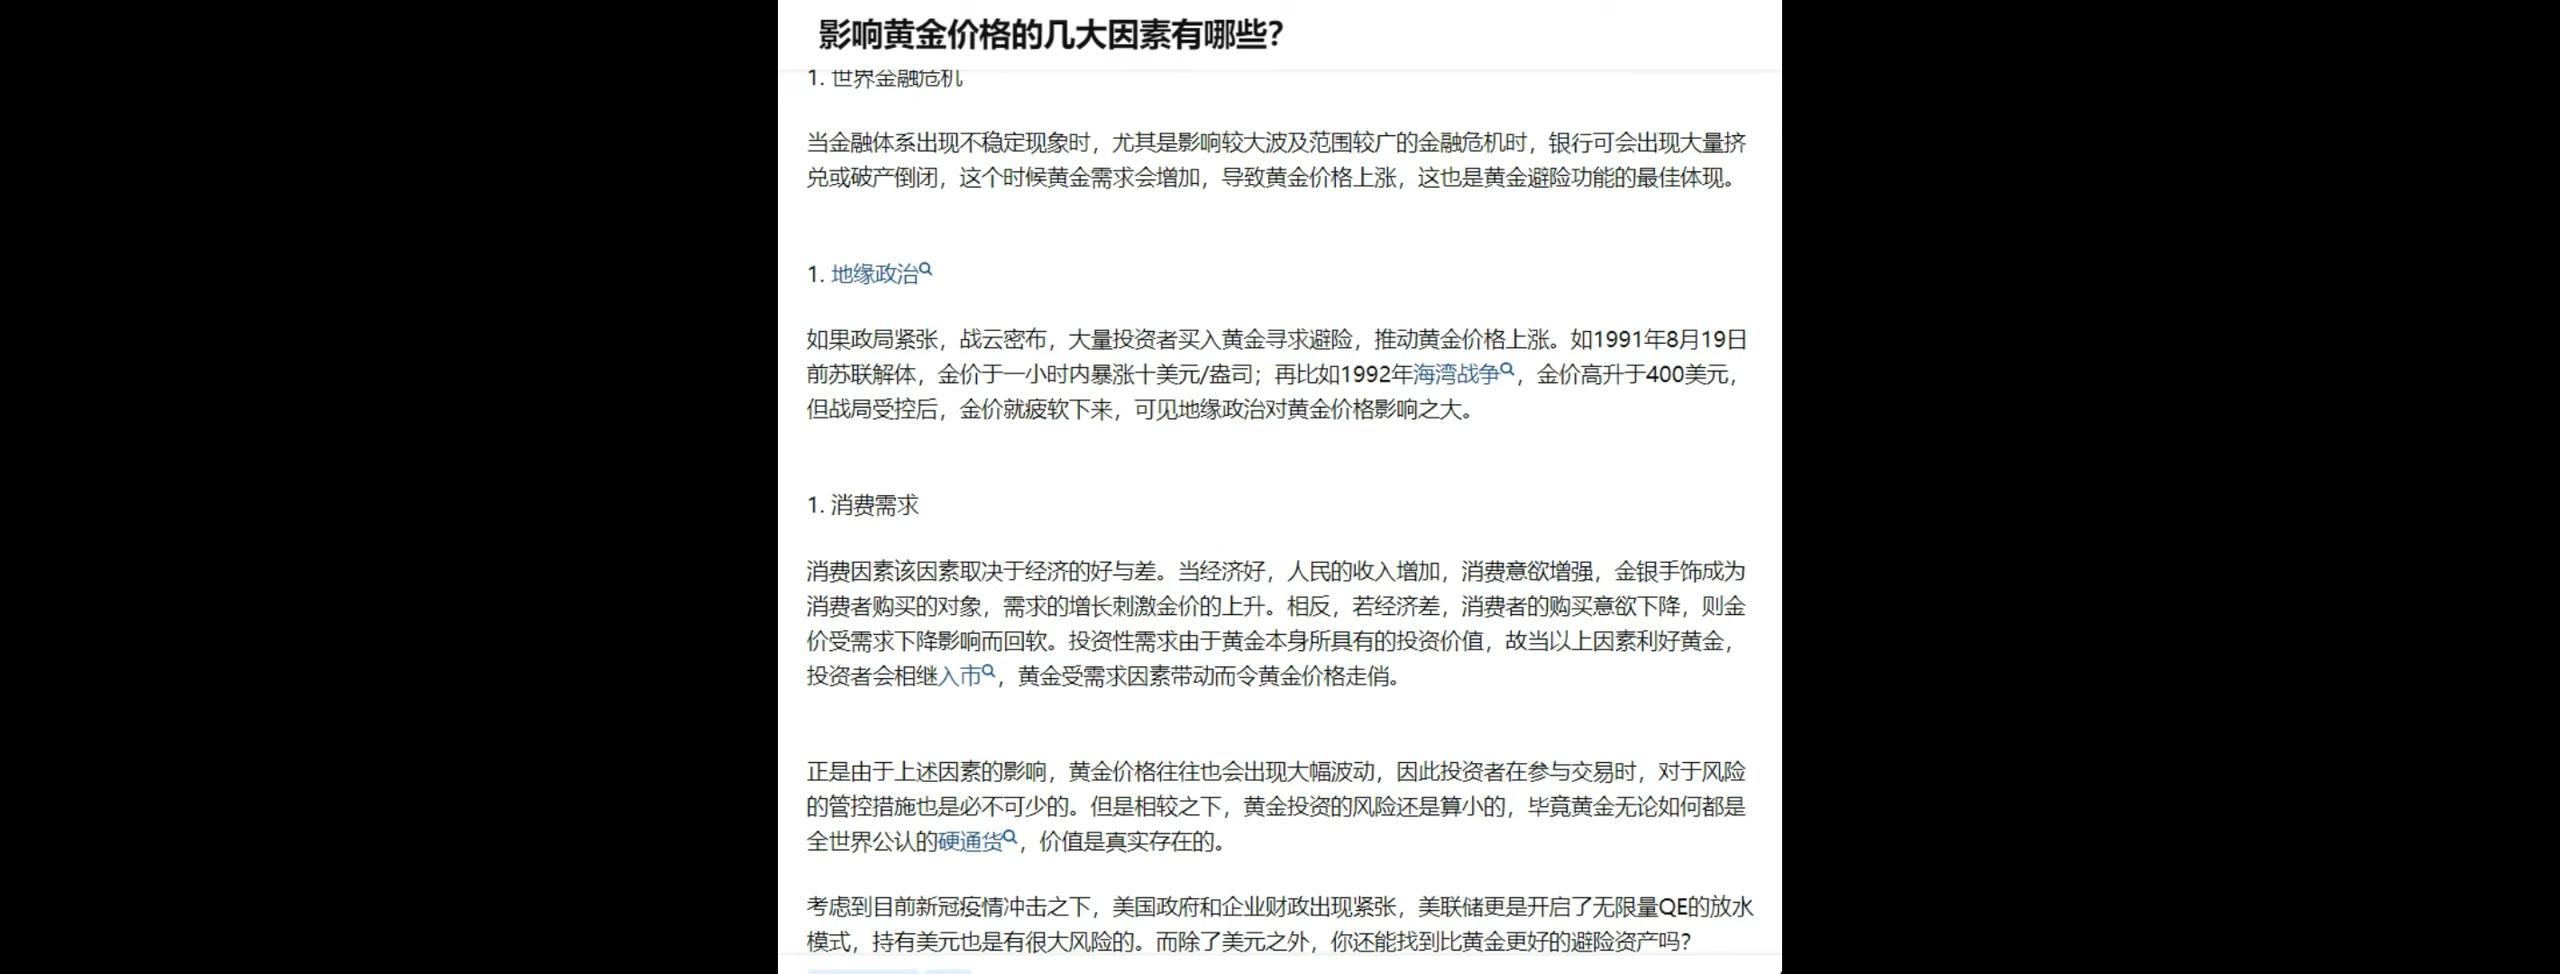 影响黄金价格的几大因素有哪些？
1. 世界金融危机
当金融体系出现不稳定现象时，尤其是影响较大波及范围较广的金融危机时，银行可会出现大量挤
兑或破产倒闭，这个时候黄金需求会增加，导致黄金价格上涨，这也是黄金避险功能的最佳体现。
1. 地缘政治
如果政局紧张，战云密布，大量投资者买入黄金寻求避险，推动黄金价格上涨。如1991年8月19日
前苏联解体，金价于一小时内暴涨十美元/盎司；再比如1992年海湾战争，金价高升于400美元，
但战局受控后，金价就疲软下来，可见地缘政治对黄金价格影响之大。
1. 消费需求
消费因素该因素取决于经济的好与差。当经济好，人民的收入增加，消费意欲增强，金银手饰成为
消费者购买的对象，需求的增长刺激金价的上升。相反，若经济差，消费者的购买意欲下降，则金
价受需求下降影响而回软。投资性需求由于黄金本身所具有的投资价值，故当以上因素利好黄金，
投资者会相继入市，黄金受需求因素带动而令黄金价格走俏。
正是由于上述因素的影响，黄金价格往往也会出现大幅波动，因此投资者在参与交易时，对于风险
的管控措施也是必不可少的。但是相较之下，黄金投资的风险还是算小的，毕竟黄金无论如何都是
全世界公认的硬通货，价值是真实存在的。
考虑到目前新冠疫情冲击之下，美国政府和企业财政出现紧张，美联储更是开启了无限量QE的放水
模式，持有美元也是有很大风险的。而除了美元之外，你还能找到比黄金更好的避险资产吗？